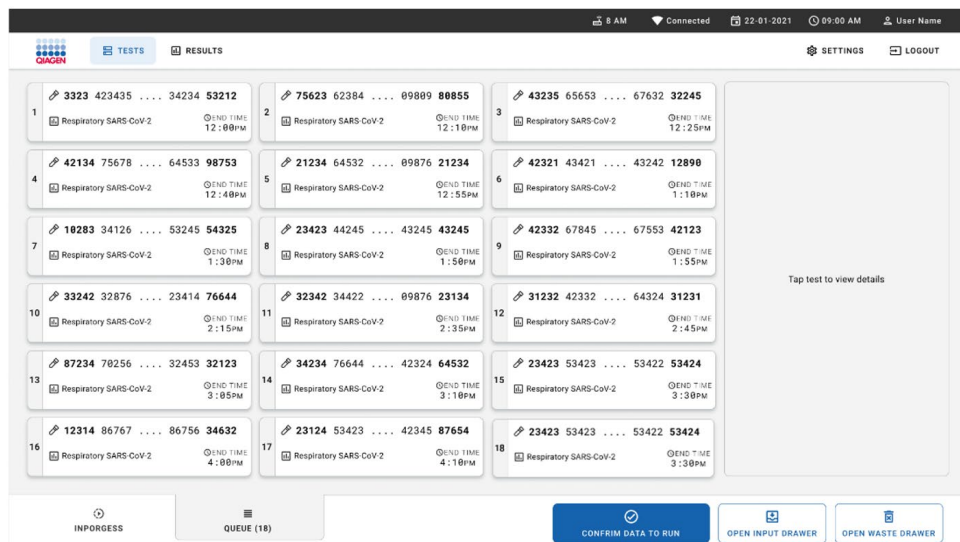 8 AM Connected 22-01-2021 09:00 AM User Name
QIAGEN TESTS RESULTS SETTINGS LOGOUT
1 3323 423435 .... 34234 53212
Respiratory SARS-CoV-2 END TIME
12:00PM
2 75623 62384 .... 09809 80855
Respiratory SARS-CoV-2 END TIME
12:10PM
3 43235 65653 .... 67632 32245
Respiratory SARS-CoV-2 END TIME
12:25PM
4 42134 75678 .... 64533 98753
Respiratory SARS-CoV-2 END TIME
12:40PM
5 21234 64532 .... 09876 21234
Respiratory SARS-CoV-2 END TIME
12:55PM
6 42321 43421 .... 43242 12890
Respiratory SARS-CoV-2 END TIME
1:10PM
7 10283 34126 .... 53245 54325
Respiratory SARS-CoV-2 END TIME
1:30PM
8 23423 44245 .... 43245 43245
Respiratory SARS-CoV-2 END TIME
1:50PM
9 42332 67845 .... 67553 42123
Respiratory SARS-CoV-2 END TIME
1:55PM
Tap test to view details
10 33242 32876 .... 23414 76644
Respiratory SARS-CoV-2 END TIME
2:15PM
11 32342 34422 .... 09876 23134
Respiratory SARS-CoV-2 END TIME
2:35PM
12 31232 42332 .... 64324 31231
Respiratory SARS-CoV-2 END TIME
2:45PM
13 87234 70256 .... 32453 32123
Respiratory SARS-CoV-2 END TIME
3:05PM
14 34234 76644 .... 42324 64532
Respiratory SARS-CoV-2 END TIME
3:10PM
15 23423 53423 .... 53422 53424
Respiratory SARS-CoV-2 END TIME
3:30PM
16 12314 86767 .... 86756 34632
Respiratory SARS-CoV-2 END TIME
4:00PM
17 23124 53423 .... 42345 87654
Respiratory SARS-CoV-2 END TIME
4:10PM
18 23423 53423 .... 53422 53424
Respiratory SARS-CoV-2 END TIME
3:30PM
INPORGESS QUEUE (18) CONFRIM DATA TO RUN OPEN INPUT DRAWER OPEN WASTE DRAWER